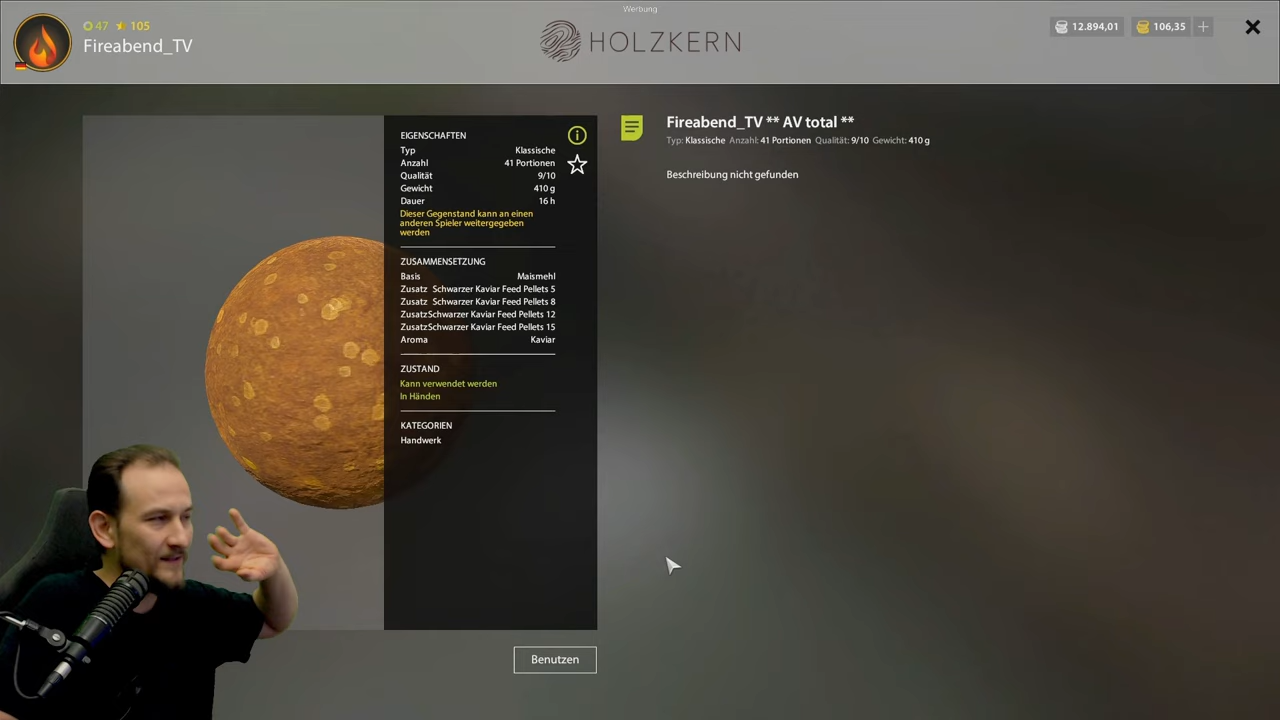 Werbung
47 105
Fireabend_TV
HOLZKERN
12.894,01 106,35 +
EIGENSCHAFTEN
Typ Klassische
Anzahl 41 Portionen
Qualität 9/10
Gewicht 410 g
Dauer 16 h
Dieser Gegenstand kann an einen
anderen Spieler weitergegeben
werden
ZUSAMMENSETZUNG
Basis Maismehl
Zusatz Schwarzer Kaviar Feed Pellets 5
Zusatz Schwarzer Kaviar Feed Pellets 8
Zusatz Schwarzer Kaviar Feed Pellets 12
Zusatz Schwarzer Kaviar Feed Pellets 15
Aroma Kaviar
ZUSTAND
Kann verwendet werden
In Händen
KATEGORIEN
Handwerk
Benutzen
Fireabend_TV ** AV total **
Typ: Klassische Anzahl: 41 Portionen Qualität: 9/10 Gewicht: 410 g
Beschreibung nicht gefunden